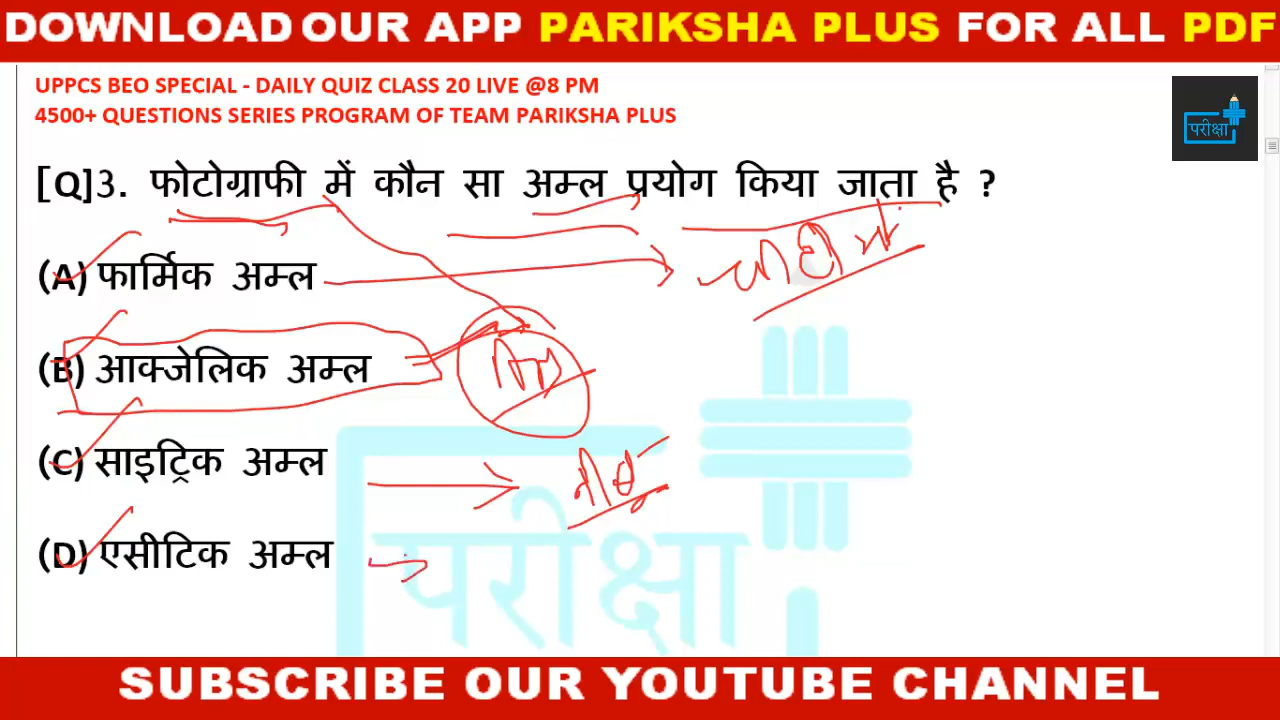 DOWNLOAD OUR APP PARIKSHA PLUS FOR ALL PDF
UPPCS BEO SPECIAL - DAILY QUIZ CLASS 20 LIVE @8 PM
4500+ QUESTIONS SERIES PROGRAM OF TEAM PARIKSHA PLUS
परीक्षा
[Q]3. फोटोग्राफी में कौन सा अम्ल प्रयोग किया जाता है ?
(A) फार्मिक अम्ल
(B) आक्जेलिक अम्ल
(C) साइट्रिक अम्ल
नीबू
(D) एसीटिक अम्ल
परीक्षा
SUBSCRIBE OUR YOUTUBE CHANNEL